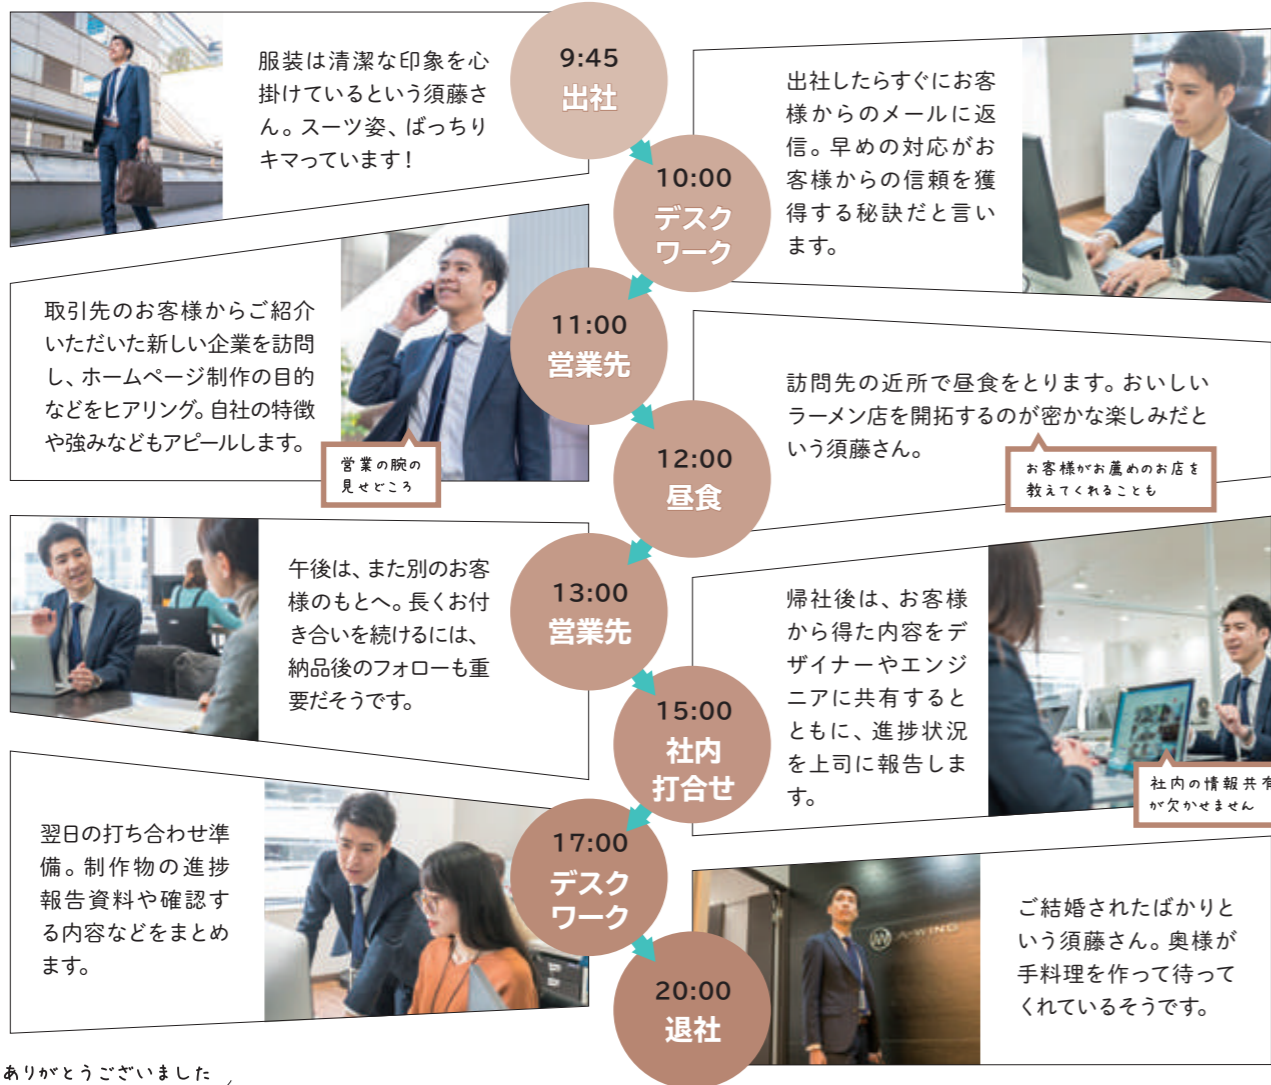 9:45
出社
服装は清潔な印象を心
掛けているという須藤さ
ん。スーツ姿、ばっちり
キマっています！
10:00
デスク
ワーク
出社したらすぐにお客
様からのメールに返
信。早めの対応がお
客様からの信頼を獲
得する秘訣だと言い
ます。
11:00
営業先
取引先のお客様からご紹介
いただいた新しい企業を訪問
し、ホームページ制作の目的
などをヒアリング。自社の特徴
や強みなどもアピールします。
営業の腕の
見せどころ
12:00
昼食
訪問先の近所で昼食をとります。おいしい
ラーメン店を開拓するのが密かな楽しみだと
いう須藤さん。
お客様がお薦めのお店を
教えてくれることも
13:00
営業先
午後は、また別のお客
様のもとへ。長くお付
き合いを続けるには、
納品後のフォローも重
要だそうです。
15:00
社内
打合せ
帰社後は、お客様
から得た内容をデ
ザイナーやエンジ
ニアに共有すると
ともに、進捗状況
を上司に報告しま
す。
社内の情報共有
が欠かせません
17:00
デスク
ワーク
翌日の打ち合わせ準
備。制作物の進捗
報告資料や確認す
る内容などをまとめ
ます。
20:00
退社
ご結婚されたばかりと
いう須藤さん。奥様が
手料理を作って待って
くれているそうです。
A-WIND
ありがとうございました